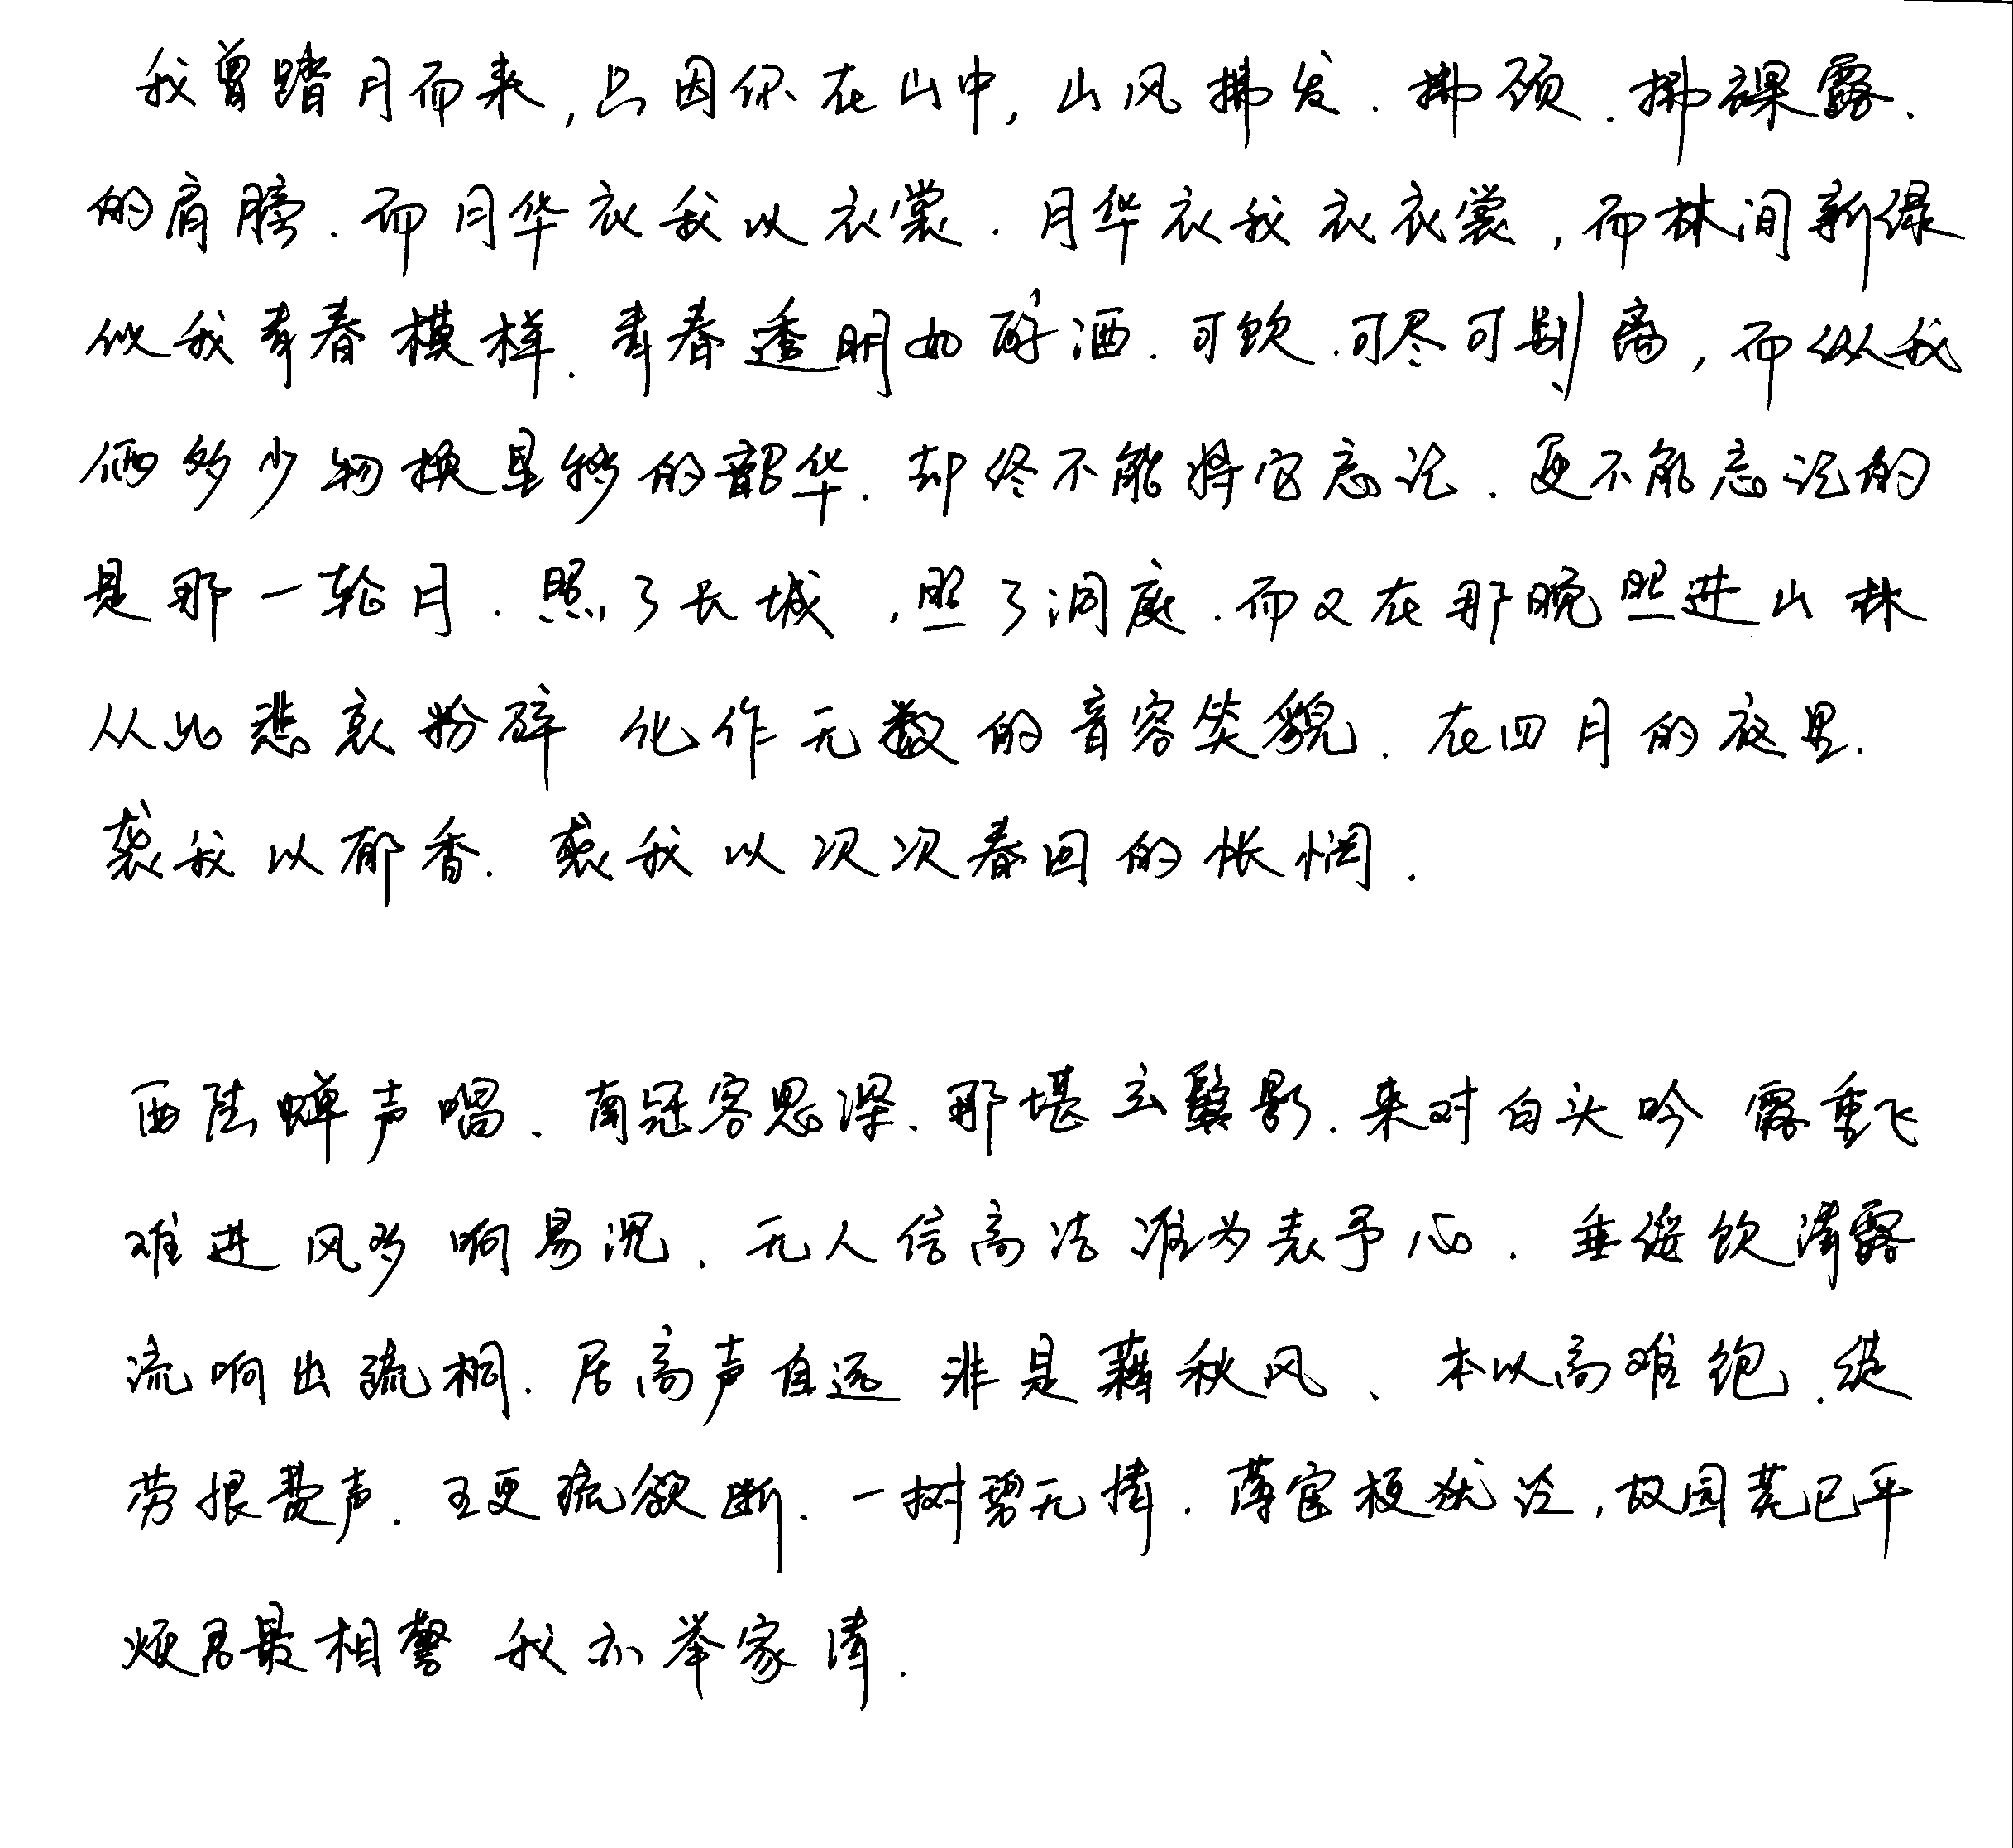 我曾踏月而来,只因你在山中,山风拂发.拂颈.拂裸露.
的肩膀.而月华衣我以衣裳.月华衣我衣衣裳,而林间新绿
似我青春模样.青春透明如醇酒.可饮.可尽可别离,而纵我
俩多少物换星移的韶华.却终不能将它忘记.更不能忘记的
是那一轮月.照了长城,照了洞庭.而又在那晚照进山林
从此悲哀粉碎 化作无数的音容笑貌.在四月的夜里.
袭我以郁香.袭我以次次春回的怅惘.
西陆蝉声唱、南冠客思深、那堪玄鬓影.来对白头吟 露重飞
难进 风多响易沉.无人信高洁 谁为表予心.垂緌饮清露
流响出疏桐.居高声自远 非是藉秋风、本以高难饱.徒
劳恨费声.五更疏欲断.一树碧无情.薄宦梗犹泛,故园芜已平
烦君最相警 我亦举家清.